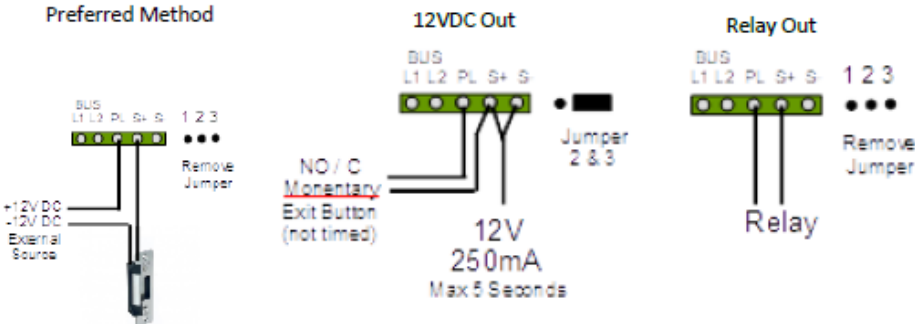 Preferred Method
BUS
L1 L2 PL S+ S-
1 2 3
Remove
Jumper
+12V DC
-12V DC
External
Source
12VDC Out
BUS
L1 L2 PL S+ S-
Jumper
2 & 3
NO / C
Monentary
Exit Button
(not timed)
12V
250mA
Max 5 Seconds
Relay Out
BUS
L1 L2 PL S+ S-
1 2 3
Remove
Jumper
Relay